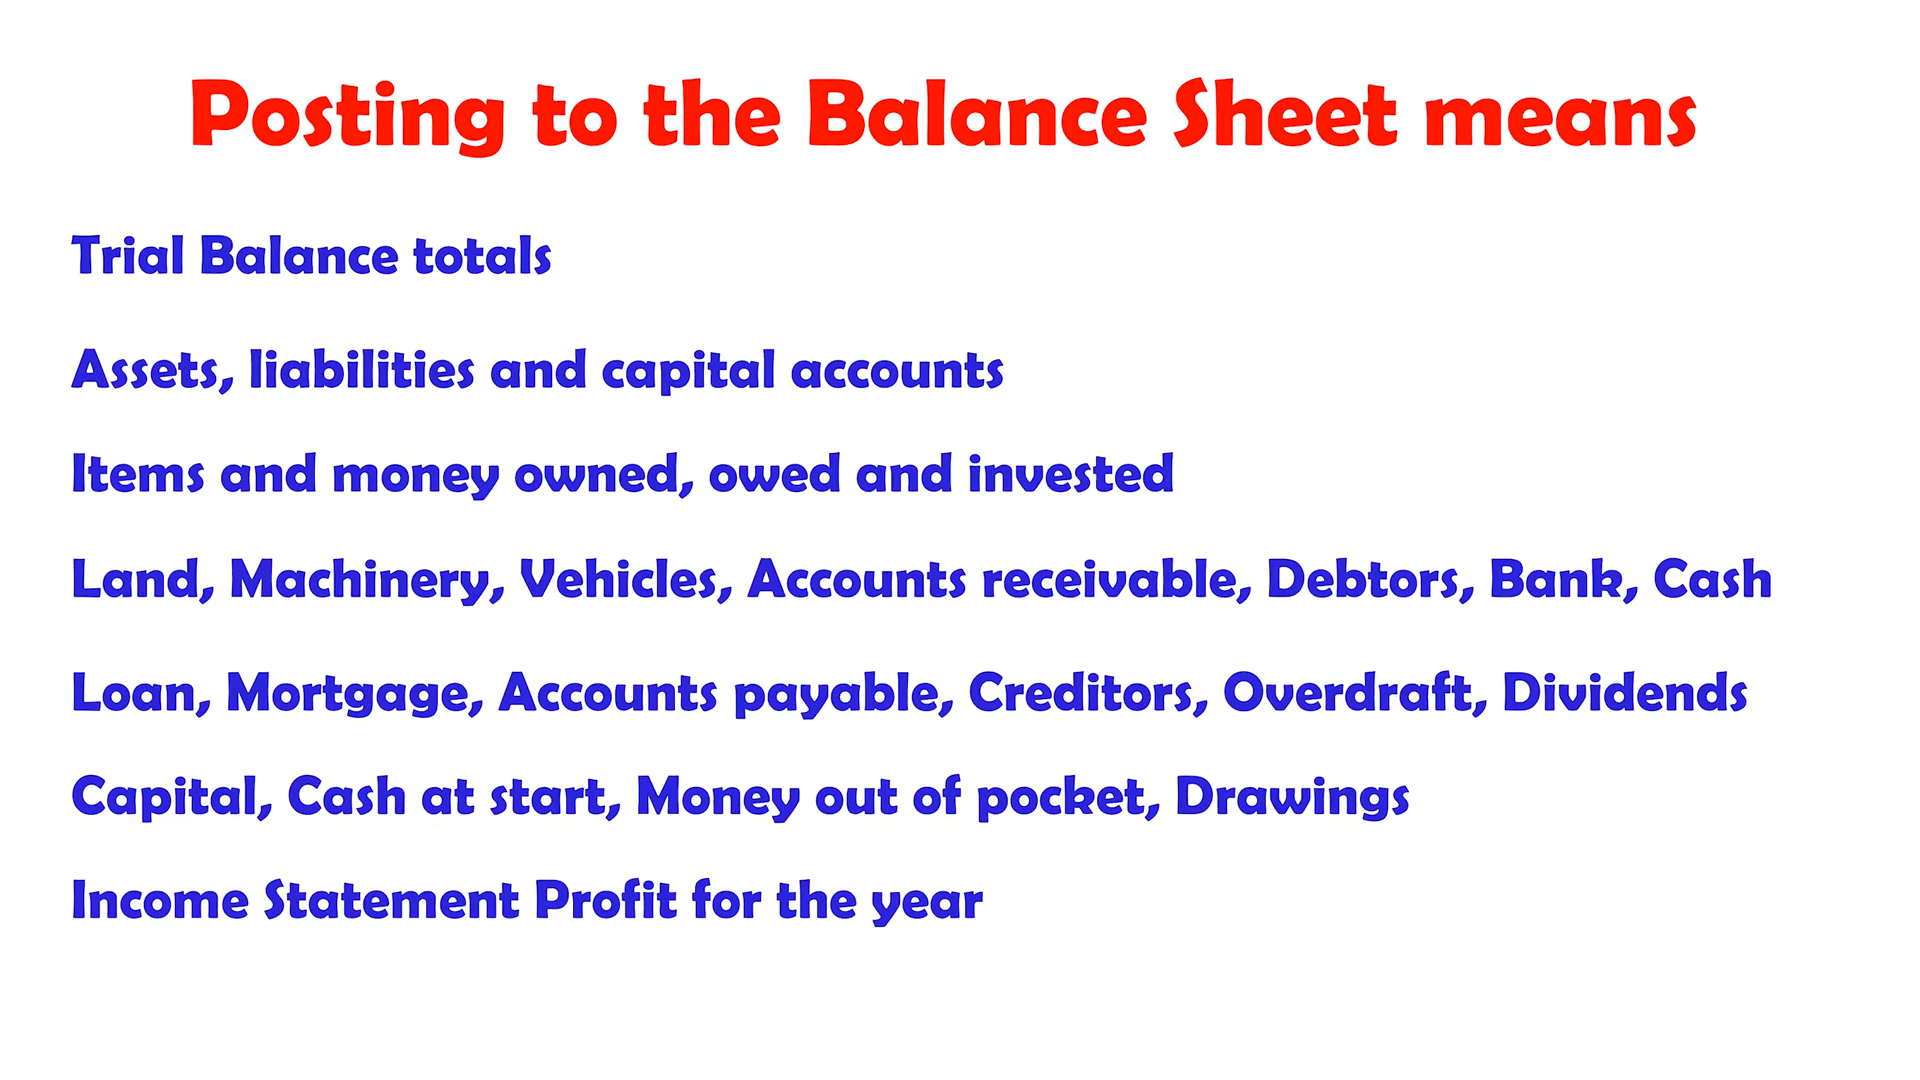 Posting to the Balance Sheet means
Trial Balance totals
Assets, liabilities and capital accounts
Items and money owned, owed and invested
Land, Machinery, Vehicles, Accounts receivable, Debtors, Bank, Cash
Loan, Mortgage, Accounts payable, Creditors, Overdraft, Dividends
Capital, Cash at start, Money out of pocket, Drawings
Income Statement Profit for the year